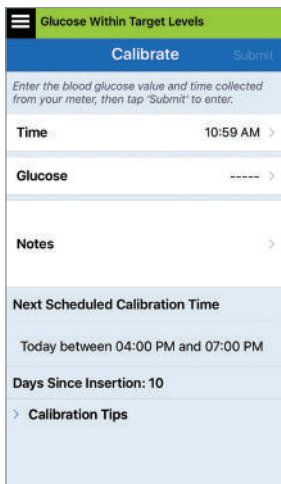 Glucose Within Target Levels
Calibrate Submit
Enter the blood glucose value and time collected
from your meter, then tap 'Submit' to enter.
Time 10:59 AM >
Glucose ----- >
Notes >
Next Scheduled Calibration Time
Today between 04:00 PM and 07:00 PM
Days Since Insertion: 10
> Calibration Tips